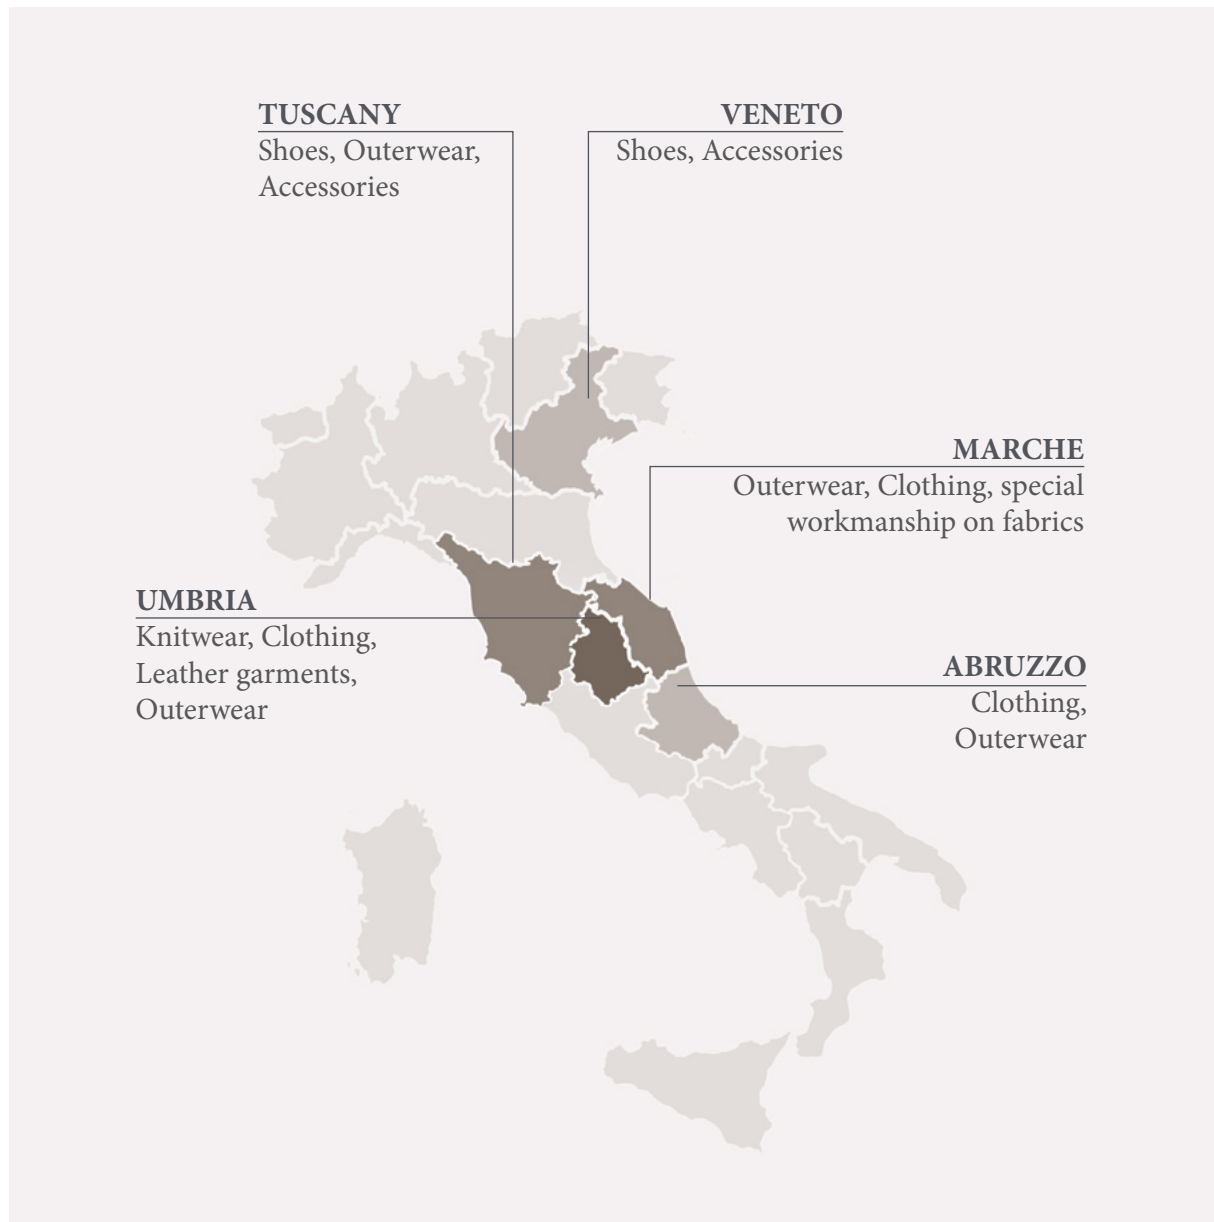 TUSCANY
Shoes, Outerwear,
Accessories
VENETO
Shoes, Accessories
MARCHE
Outerwear, Clothing, special
workmanship on fabrics
UMBRIA
Knitwear, Clothing,
Leather garments,
Outerwear
ABRUZZO
Clothing,
Outerwear